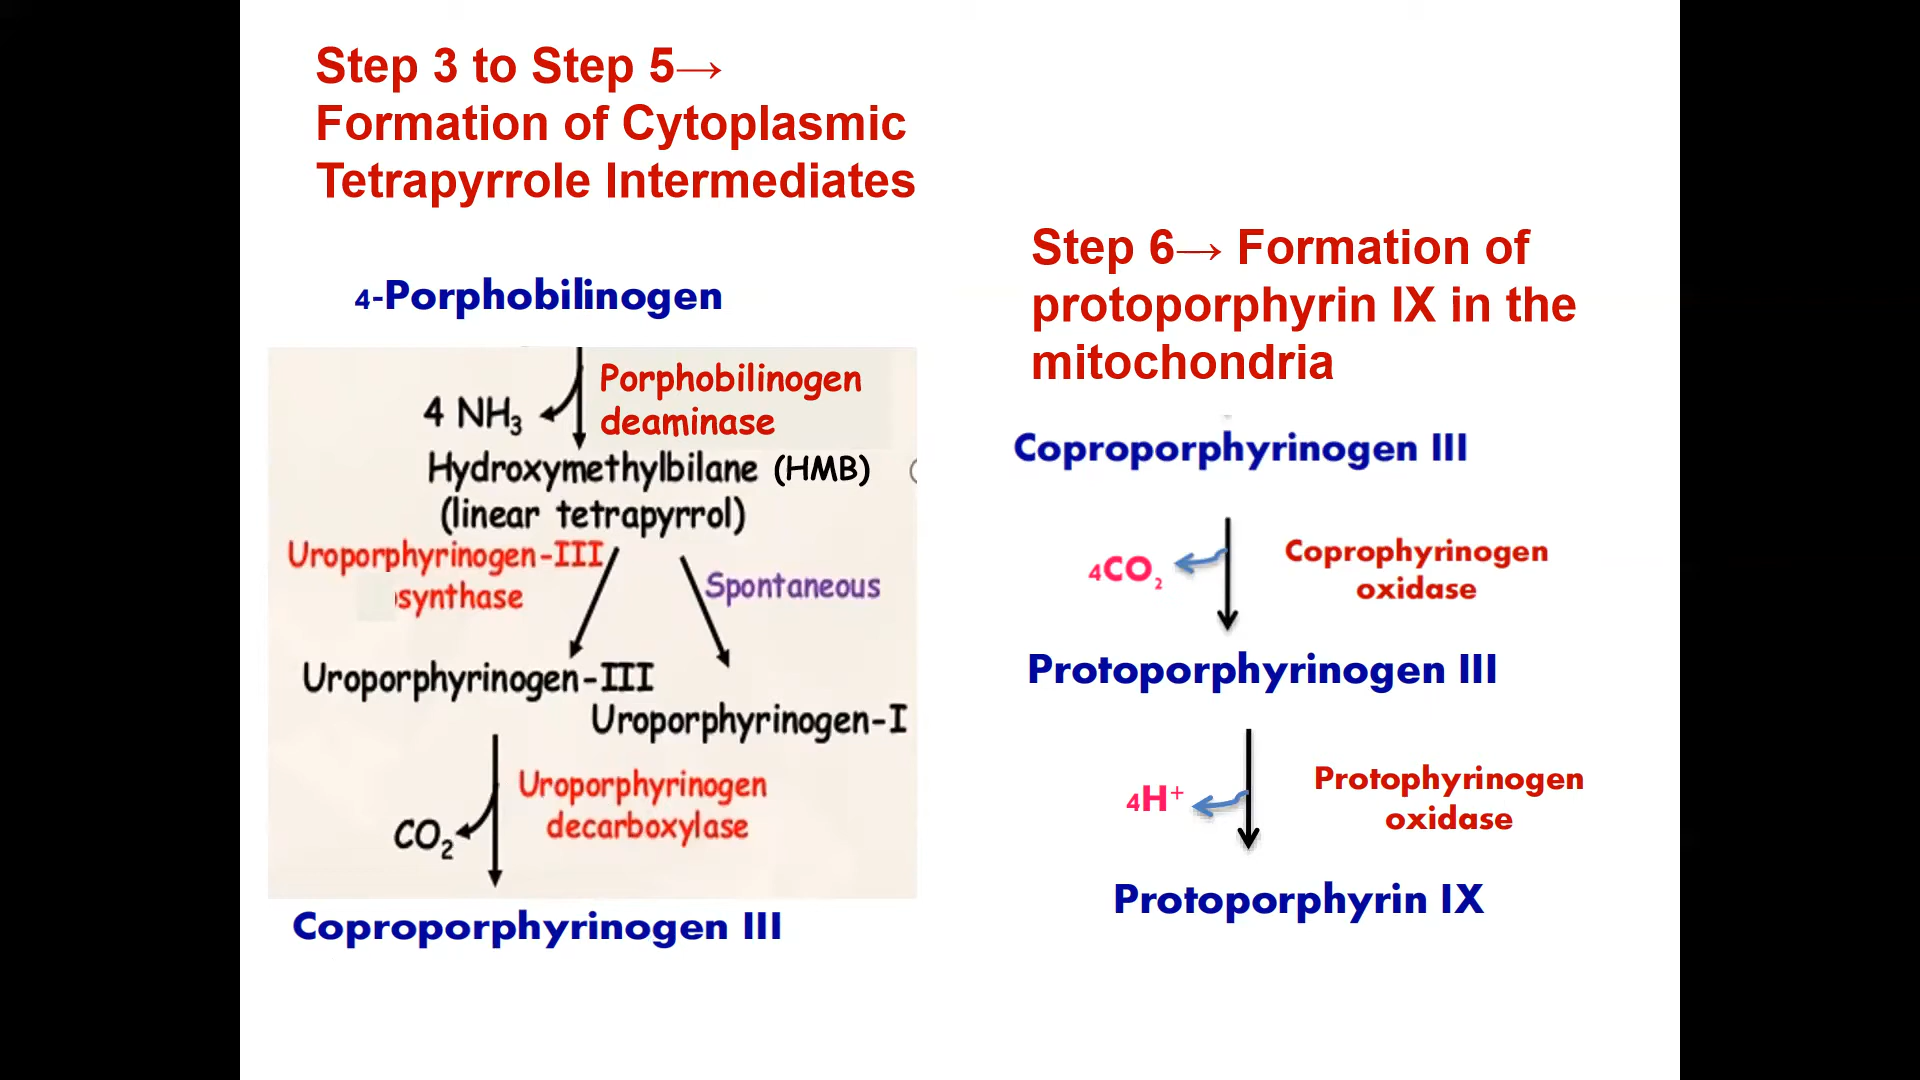 Step 3 to Step 5→
Formation of Cytoplasmic
Tetrapyrrole Intermediates
4-Porphobilinogen
Porphobilinogen
4 NH₃
deaminase
Hydroxymethylbilane (HMB)
(linear tetrapyrrol)
Uroporphyrinogen-III
synthase
Spontaneous
Uroporphyrinogen-III
Uroporphyrinogen-I
Uroporphyrinogen
decarboxylase
CO₂
Coproporphyrinogen III
Step 6→ Formation of
protoporphyrin IX in the
mitochondria
Coproporphyrinogen III
4CO₂
Coprophyrinogen
oxidase
Protoporphyrinogen III
4H⁺
Protophyrinogen
oxidase
Protoporphyrin IX